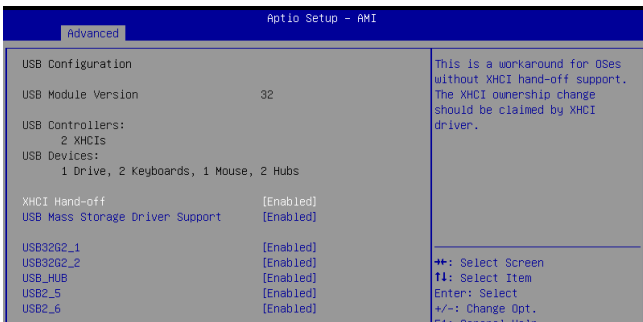 Aptio Setup - AMI
Advanced
USB Configuration
USB Module Version 32
USB Controllers:
2 XHCIs
USB Devices:
1 Drive, 2 Keyboards, 1 Mouse, 2 Hubs
XHCI Hand-off [Enabled]
USB Mass Storage Driver Support [Enabled]
USB32G2_1 [Enabled]
USB32G2_2 [Enabled]
USB_HUB [Enabled]
USB2_5 [Enabled]
USB2_6 [Enabled]
This is a workaround for OSes
without XHCI hand-off support.
The XHCI ownership change
should be claimed by XHCI
driver.
→←: Select Screen
↑↓: Select Item
Enter: Select
+/-: Change Opt.
F1: General Help